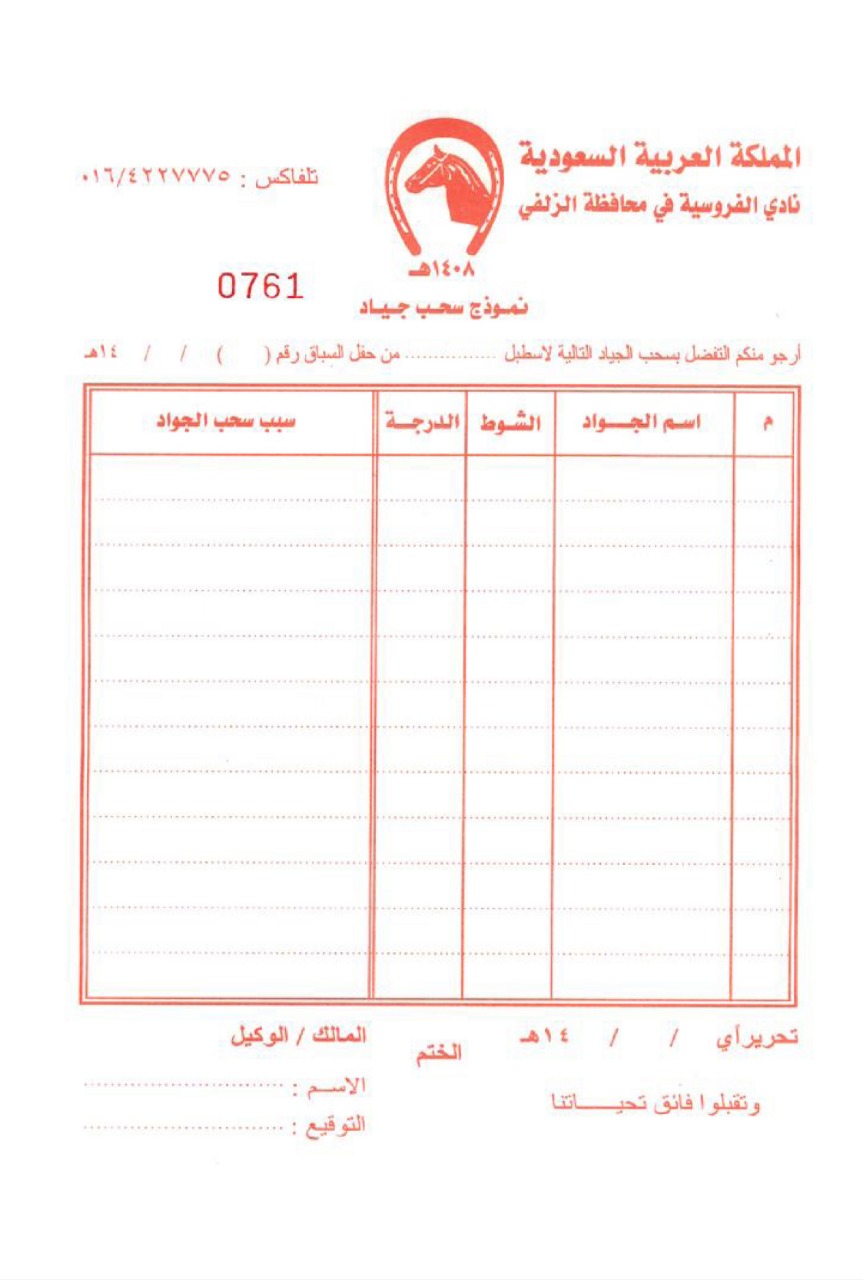 المملكة العربية السعودية
نادي الفروسية في محافظة الزلفي
تلفاكس : ٠١٦/٤٢٢٧٧٧٥
١٤٠٨هـ
0761
نموذج سحب جياد
أرجو منكم التفضل بسحب الجياد التالية لاسطبل ................ من حفل السباق رقم ( ) / / ١٤هـ
م اسم الجواد الشوط الدرجة سبب سحب الجواد
تحريرأي / / ١٤هـ الختم المالك / الوكيل
الاسم : ..............................
وتقبلوا فائق تحياتنا
التوقيع : ..............................